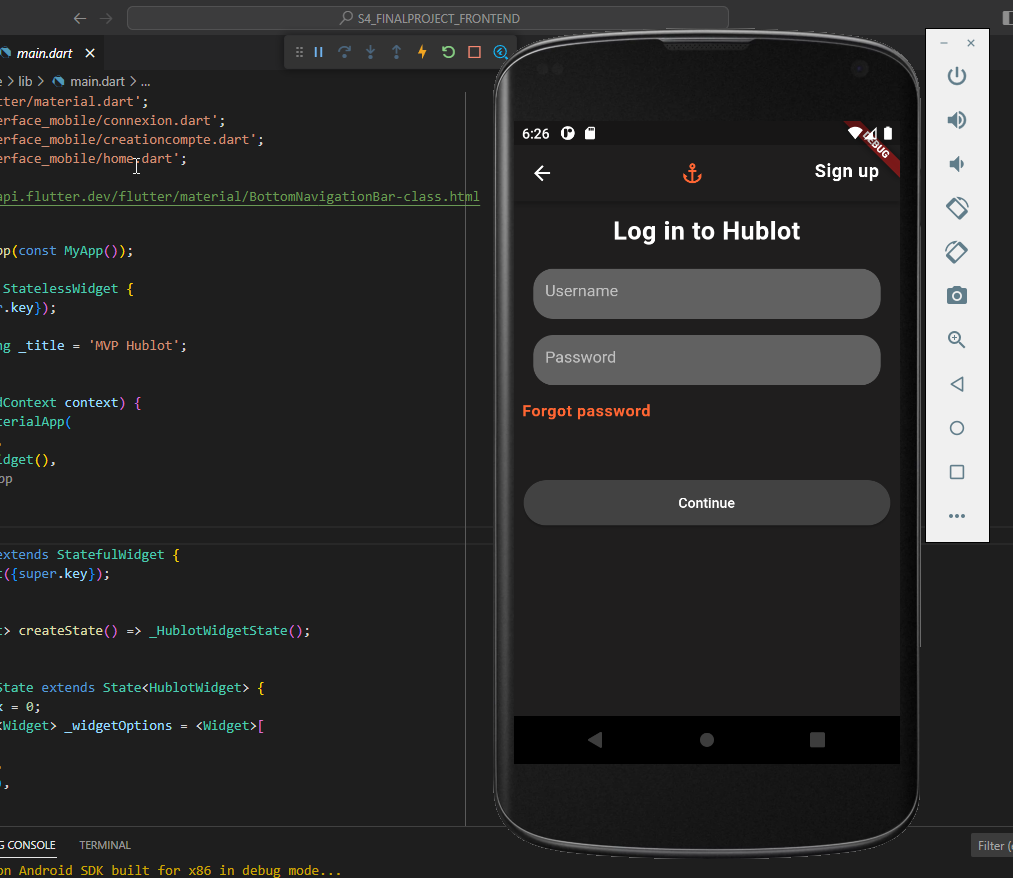 S4_FINALPROJECT_FRONTEND
main.dart
e > lib > main.dart > ...
tter/material.dart';
erface_mobile/connexion.dart';
erface_mobile/creationcompte.dart';
erface_mobile/home.dart';
api.flutter.dev/flutter/material/BottomNavigationBar-class.html
pp(const MyApp());
StatelessWidget {
r.key});
ng _title = 'MVP Hublot';
dContext context) {
terialApp(
,
idget(),
pp
extends StatefulWidget {
t({super.key});
t> createState() => _HublotWidgetState();
State extends State<HublotWidget> {
x = 0;
<Widget> _widgetOptions = <Widget>[
,
),
G CONSOLE
TERMINAL
Filter (e
on Android SDK built for x86 in debug mode...
6:26
DEBUG
Sign up
Log in to Hublot
Username
Password
Forgot password
Continue